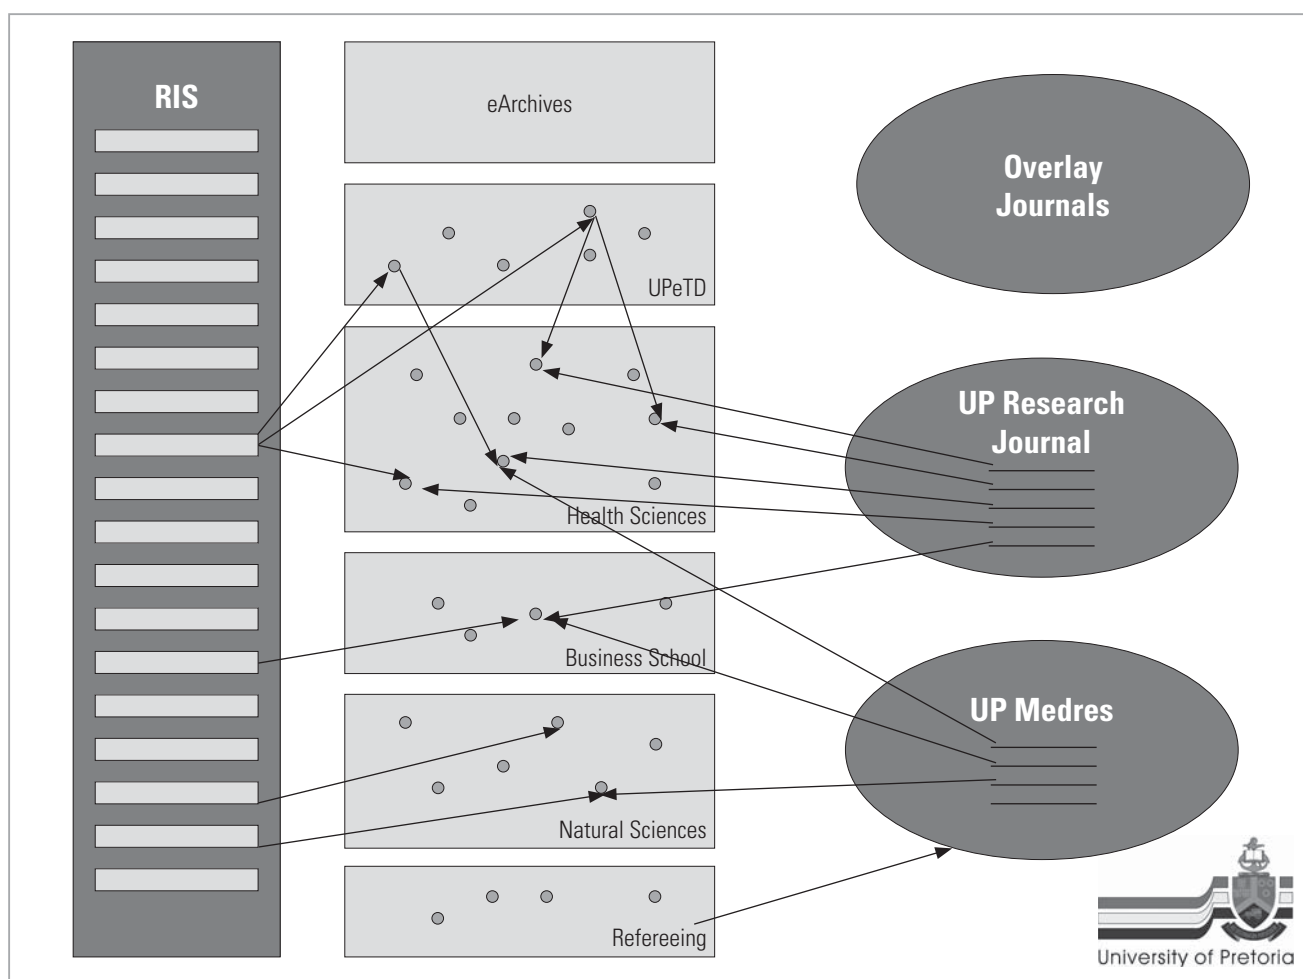 RIS
eArchives
UPeTD
Health Sciences
Business School
Natural Sciences
Refereeing
Overlay
Journals
UP Research
Journal
UP Medres
University of Pretoria